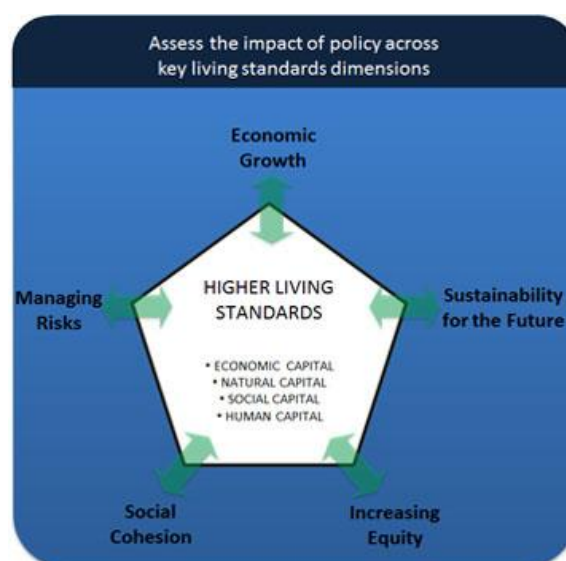 Assess the impact of policy across
key living standards dimensions
Economic
Growth
Managing
Risks
HIGHER LIVING
STANDARDS
• ECONOMIC CAPITAL
• NATURAL CAPITAL
• SOCIAL CAPITAL
• HUMAN CAPITAL
Sustainability
for the Future
Social
Cohesion
Increasing
Equity